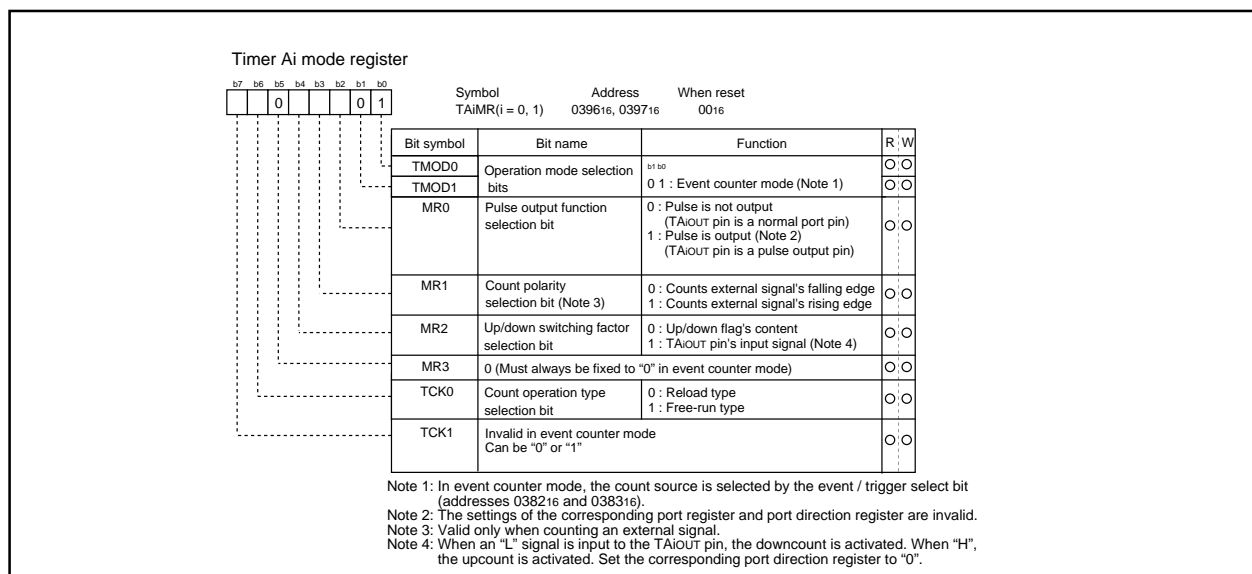 Timer Ai mode register
b7 b6 b5 b4 b3 b2 b1 b0
0 0 1
Symbol Address When reset
TAiMR(i = 0, 1) 039616, 039716 0016
Bit symbol Bit name Function R W
TMOD0 Operation mode selection b1 b0
TMOD1 bits 0 1 : Event counter mode (Note 1)
MR0 Pulse output function 0 : Pulse is not output
selection bit (TAiOUT pin is a normal port pin)
1 : Pulse is output (Note 2)
(TAiOUT pin is a pulse output pin)
MR1 Count polarity 0 : Counts external signal's falling edge
selection bit (Note 3) 1 : Counts external signal's rising edge
MR2 Up/down switching factor 0 : Up/down flag's content
selection bit 1 : TAiOUT pin's input signal (Note 4)
MR3 0 (Must always be fixed to “0” in event counter mode)
TCK0 Count operation type 0 : Reload type
selection bit 1 : Free-run type
TCK1 Invalid in event counter mode
Can be “0” or “1”
Note 1: In event counter mode, the count source is selected by the event / trigger select bit
(addresses 038216 and 038316).
Note 2: The settings of the corresponding port register and port direction register are invalid.
Note 3: Valid only when counting an external signal.
Note 4: When an “L” signal is input to the TAiOUT pin, the downcount is activated. When “H”,
the upcount is activated. Set the corresponding port direction register to “0”.